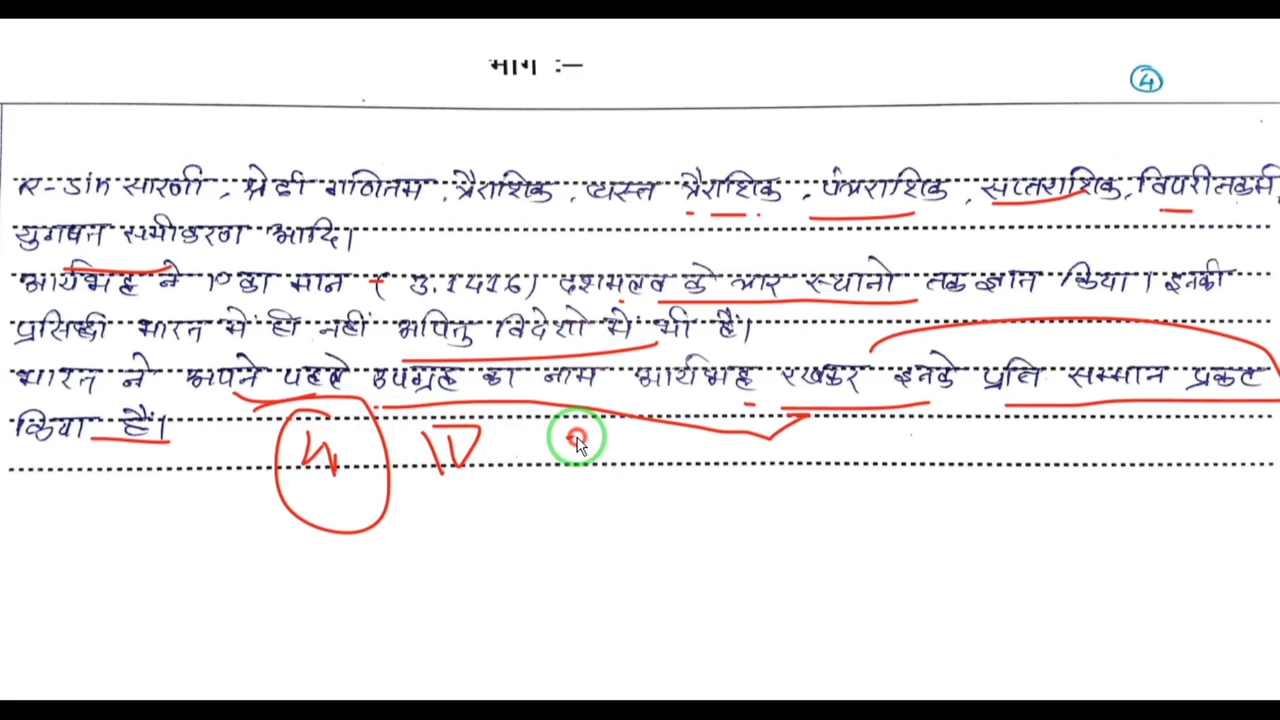 भाग :—
4
R-Sin सारणी, श्रेढी गणितम, त्रैराशिक, व्यस्त त्रैराशिक, पंचराशिक, सप्तराशिक, विपरीतकर्म,
युगपत समीकरण आदि।
आर्यभट्ट ने का मान (3.1416) दशमलव के चार स्थानो तक ज्ञात किया। इनकी
प्रसिद्धी भारत में ही नहीं अपितु विदेशो में भी हैं।
भारत ने अपने पहले उपग्रह का नाम आर्यभट्ट रखकर इनके प्रति सम्मान प्रकट
किया हैं।